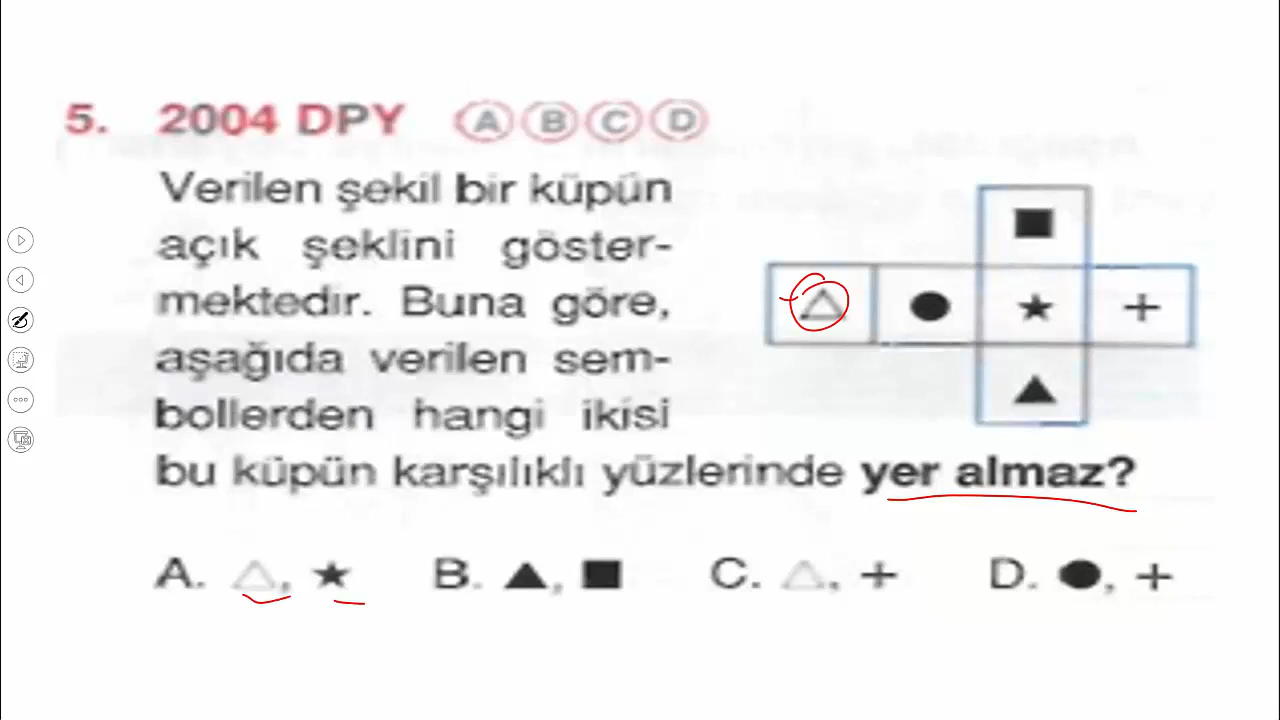 5. 2004 DPY A B C D
Verilen şekil bir küpün
açık şeklini göster-
mektedir. Buna göre,
aşağıda verilen sem-
bollerden hangi ikisi
bu küpün karşılıklı yüzlerinde yer almaz?
A. △, ★ B. ▲, ■ C. △, + D. ●, +